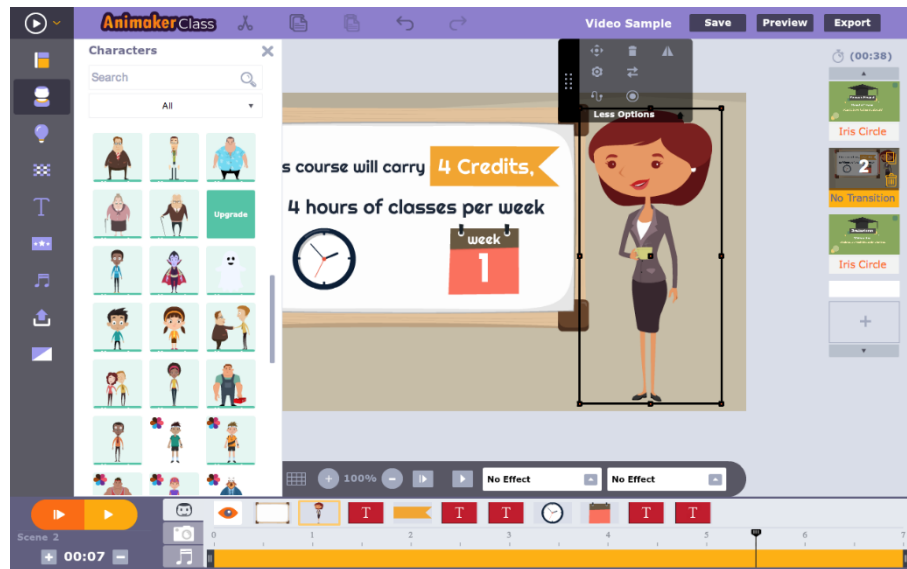 Animaker Class
Video Sample
Save
Preview
Export
Characters
Search
All
Upgrade
s course will carry 4 Credits,
4 hours of classes per week
week
1
Less Options
(00:38)
Iris Circle
2
No Transition
Iris Circle
100%
No Effect
No Effect
T
T T T T T
Scene 2
00:07
0 1 2 3 4 5 6 7